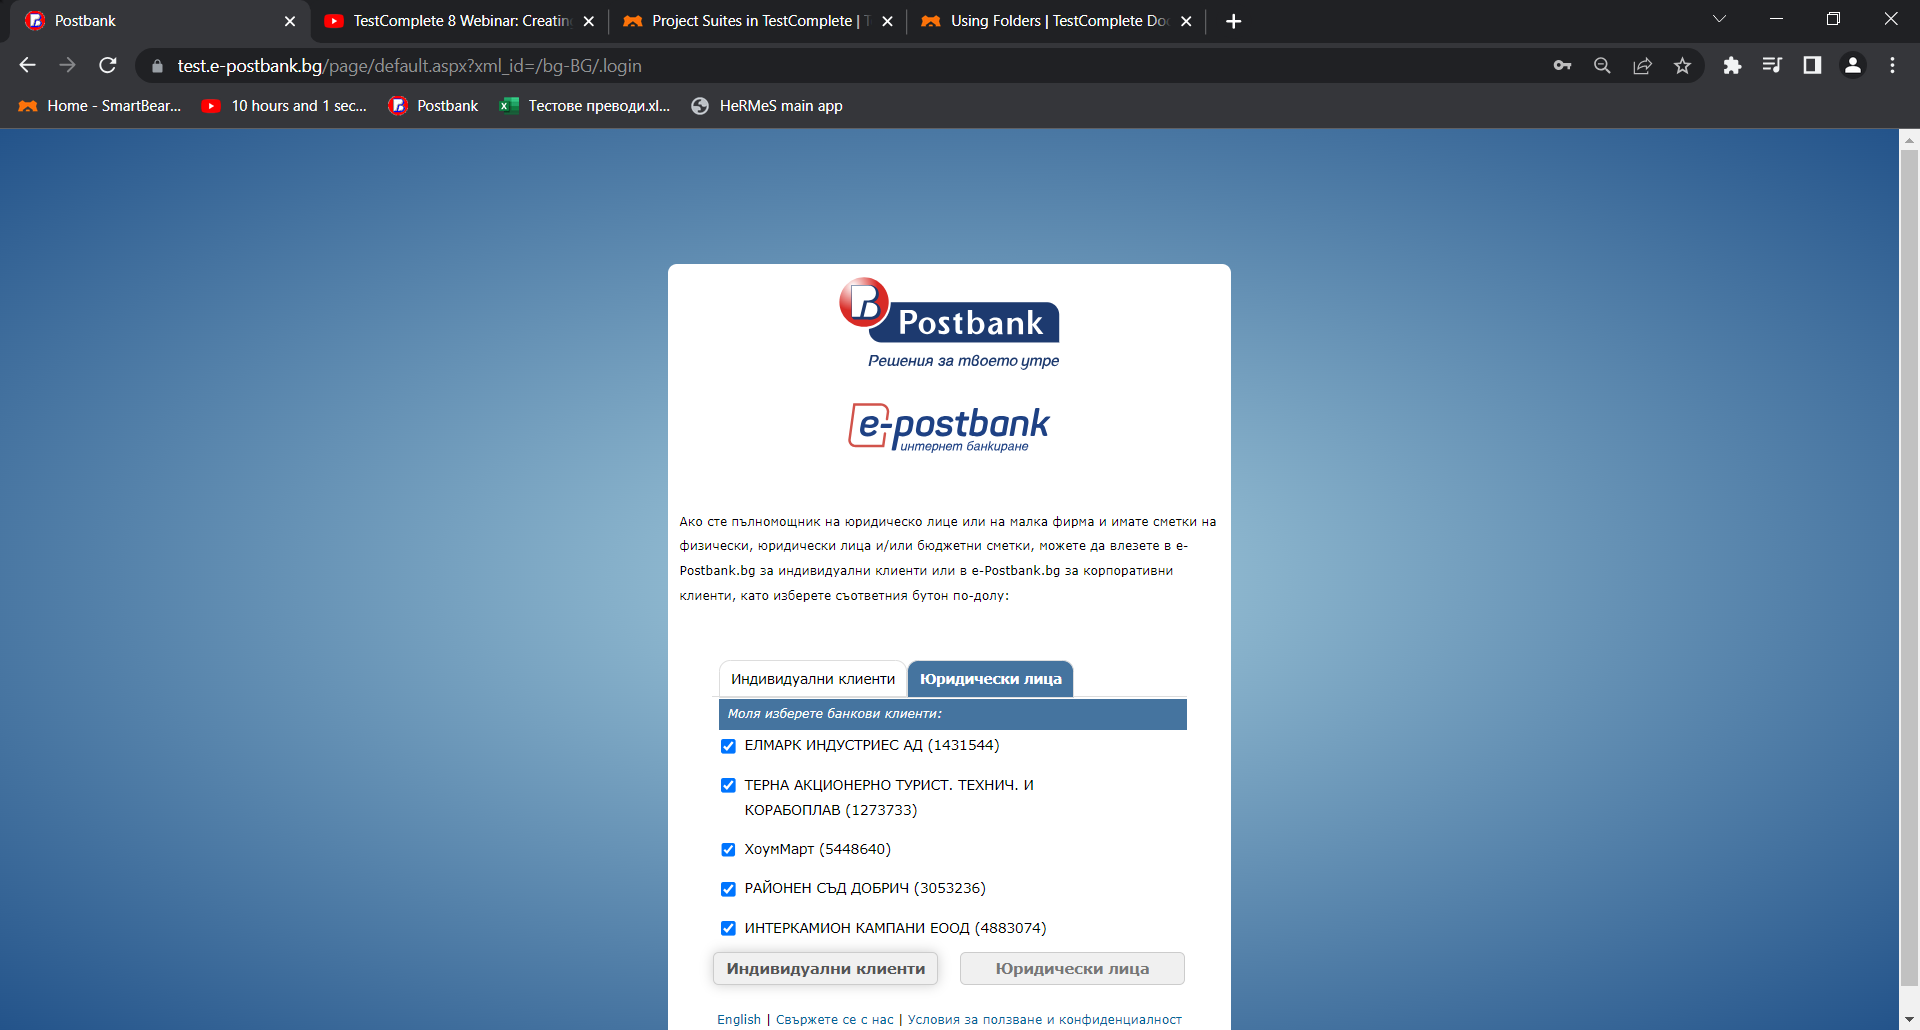 Postbank
TestComplete 8 Webinar: Creatin
Project Suites in TestComplete |
Using Folders | TestComplete Do
test.e-postbank.bg/page/default.aspx?xml_id=/bg-BG/.login
Home - SmartBear...
10 hours and 1 sec...
Postbank
Тестове преводи.xl...
HeRMeS main app
B Postbank
Решения за твоето утре
e-postbank
интернет банкиране
Ако сте пълномощник на юридическо лице или на малка фирма и имате сметки на
физически, юридически лица и/или бюджетни сметки, можете да влезете в e-
Postbank.bg за индивидуални клиенти или в e-Postbank.bg за корпоративни
клиенти, като изберете съответния бутон по-долу:
Индивидуални клиенти
Юридически лица
Моля изберете банкови клиенти:
ЕЛМАРК ИНДУСТРИЕС АД (1431544)
ТЕРНА АКЦИОНЕРНО ТУРИСТ. ТЕХНИЧ. И
КОРАБОПЛАВ (1273733)
ХоумМарт (5448640)
РАЙОНЕН СЪД ДОБРИЧ (3053236)
ИНТЕРКАМИОН КАМПАНИ ЕООД (4883074)
Индивидуални клиенти
Юридически лица
English | Свържете се с нас | Условия за ползване и конфиденциалност